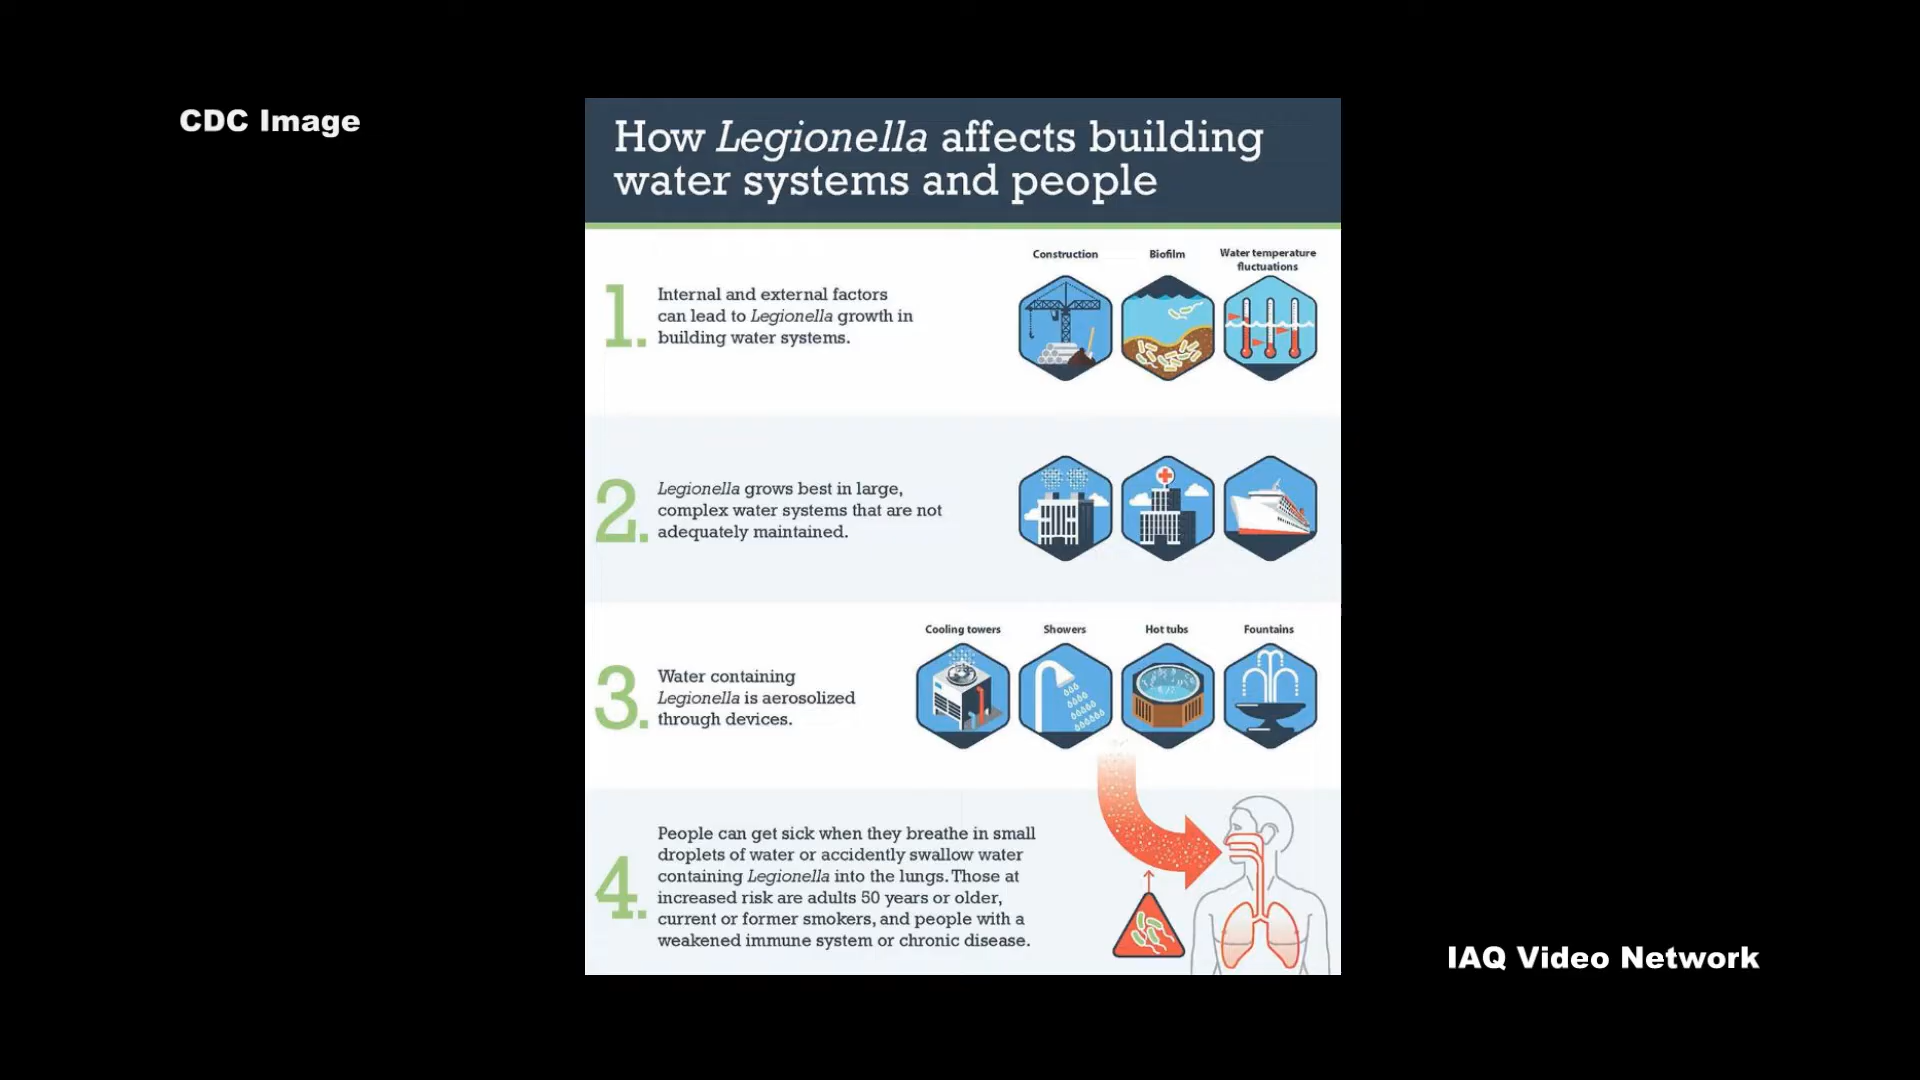 CDC Image
How Legionella affects building
water systems and people
Construction
Biofilm
Water temperature
fluctuations
1.
Internal and external factors
can lead to Legionella growth in
building water systems.
2.
Legionella grows best in large,
complex water systems that are not
adequately maintained.
Cooling towers
Showers
Hot tubs
Fountains
3.
Water containing
Legionella is aerosolized
through devices.
4.
People can get sick when they breathe in small
droplets of water or accidently swallow water
containing Legionella into the lungs. Those at
increased risk are adults 50 years or older,
current or former smokers, and people with a
weakened immune system or chronic disease.
IAQ Video Network